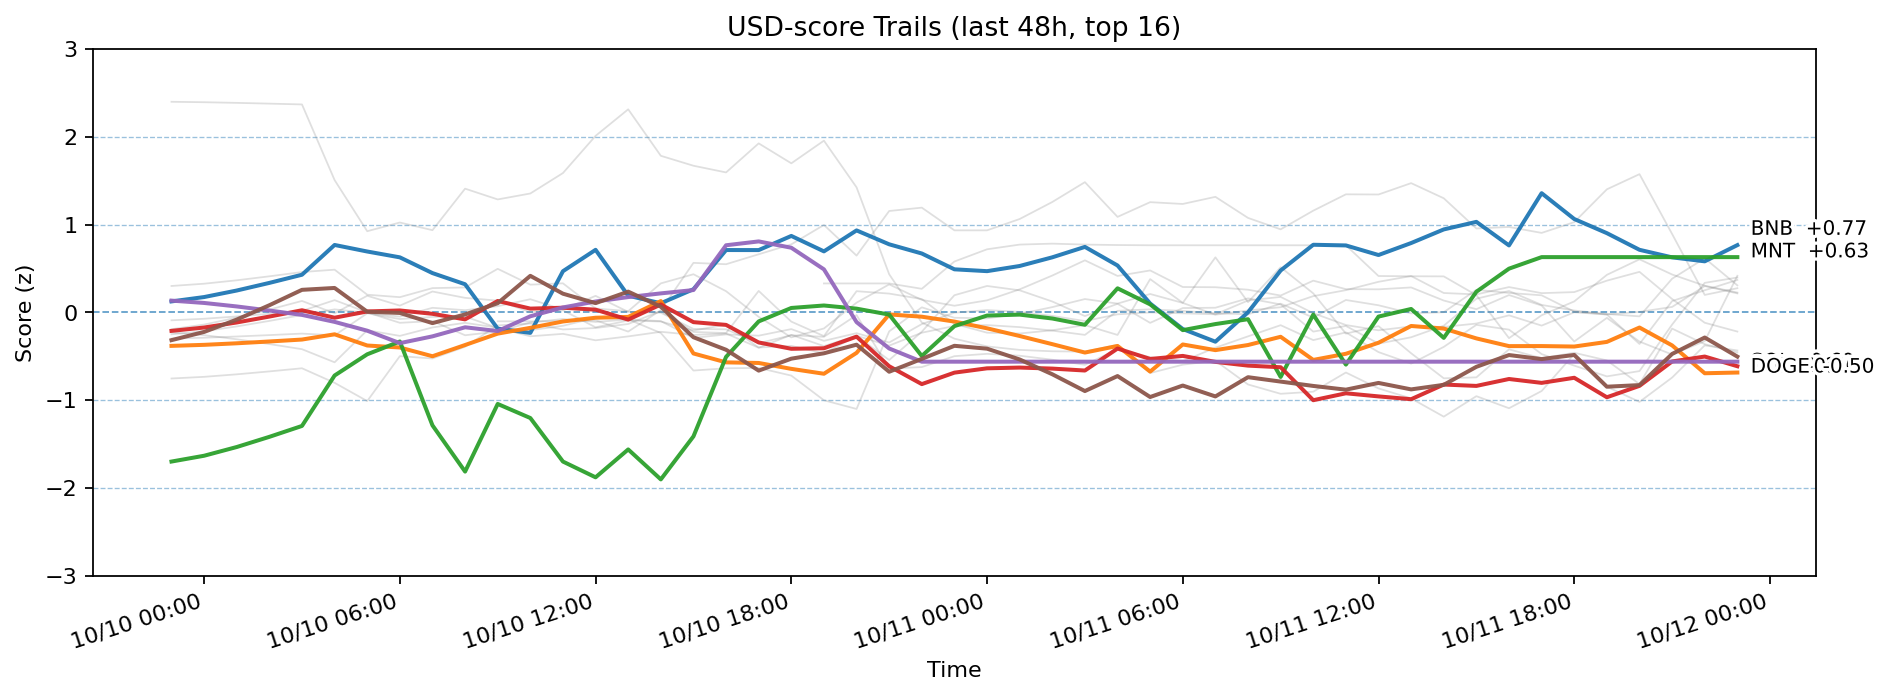 USD-score Trails (last 48h, top 16)
3
2
1
0
−1
−2
−3
Score (z)
BNB +0.77
MNT +0.63
DOGE -0.50
10/10 00:00
10/10 06:00
10/10 12:00
10/10 18:00
10/11 00:00
10/11 06:00
10/11 12:00
10/11 18:00
10/12 00:00
Time